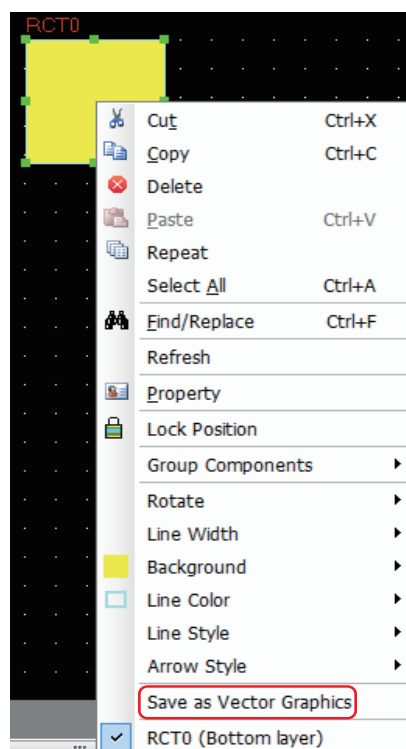 RCT0
Cut Ctrl+X
Copy Ctrl+C
Delete
Paste Ctrl+V
Repeat
Select All Ctrl+A
Find/Replace Ctrl+F
Refresh
Property
Lock Position
Group Components
Rotate
Line Width
Background
Line Color
Line Style
Arrow Style
Save as Vector Graphics
RCT0 (Bottom layer)